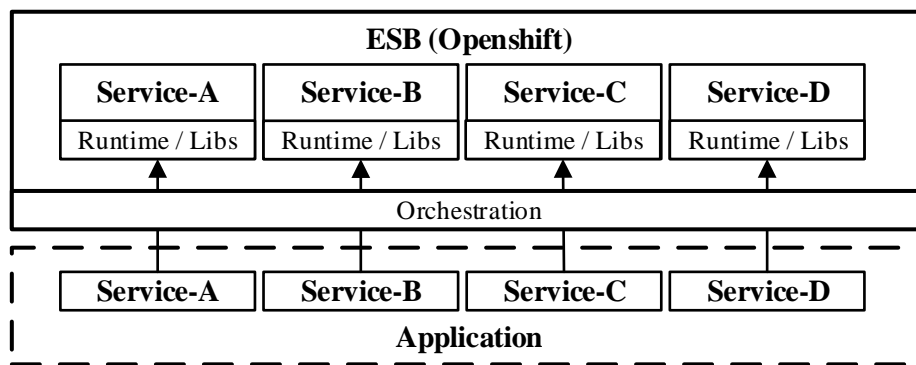 ESB (Openshift)
Service-A Service-B Service-C Service-D
Runtime / Libs Runtime / Libs Runtime / Libs Runtime / Libs
Orchestration
Service-A Service-B Service-C Service-D
Application